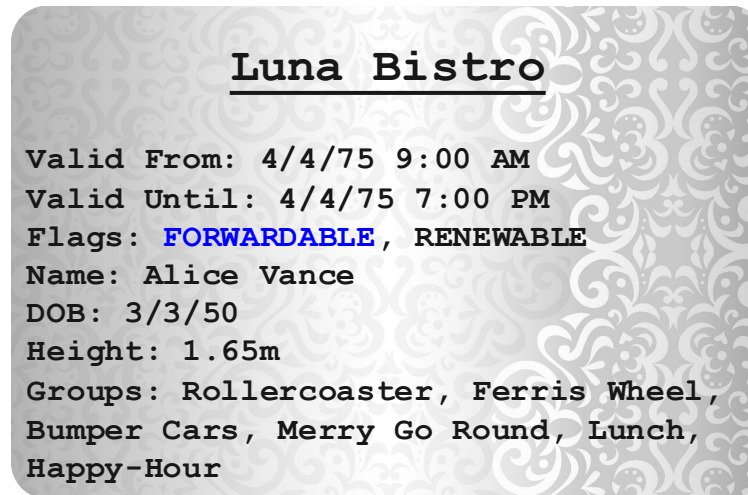 Luna Bistro
Valid From: 4/4/75 9:00 AM
Valid Until: 4/4/75 7:00 PM
Flags: FORWARDABLE, RENEWABLE
Name: Alice Vance
DOB: 3/3/50
Height: 1.65m
Groups: Rollercoaster, Ferris Wheel,
Bumper Cars, Merry Go Round, Lunch,
Happy-Hour